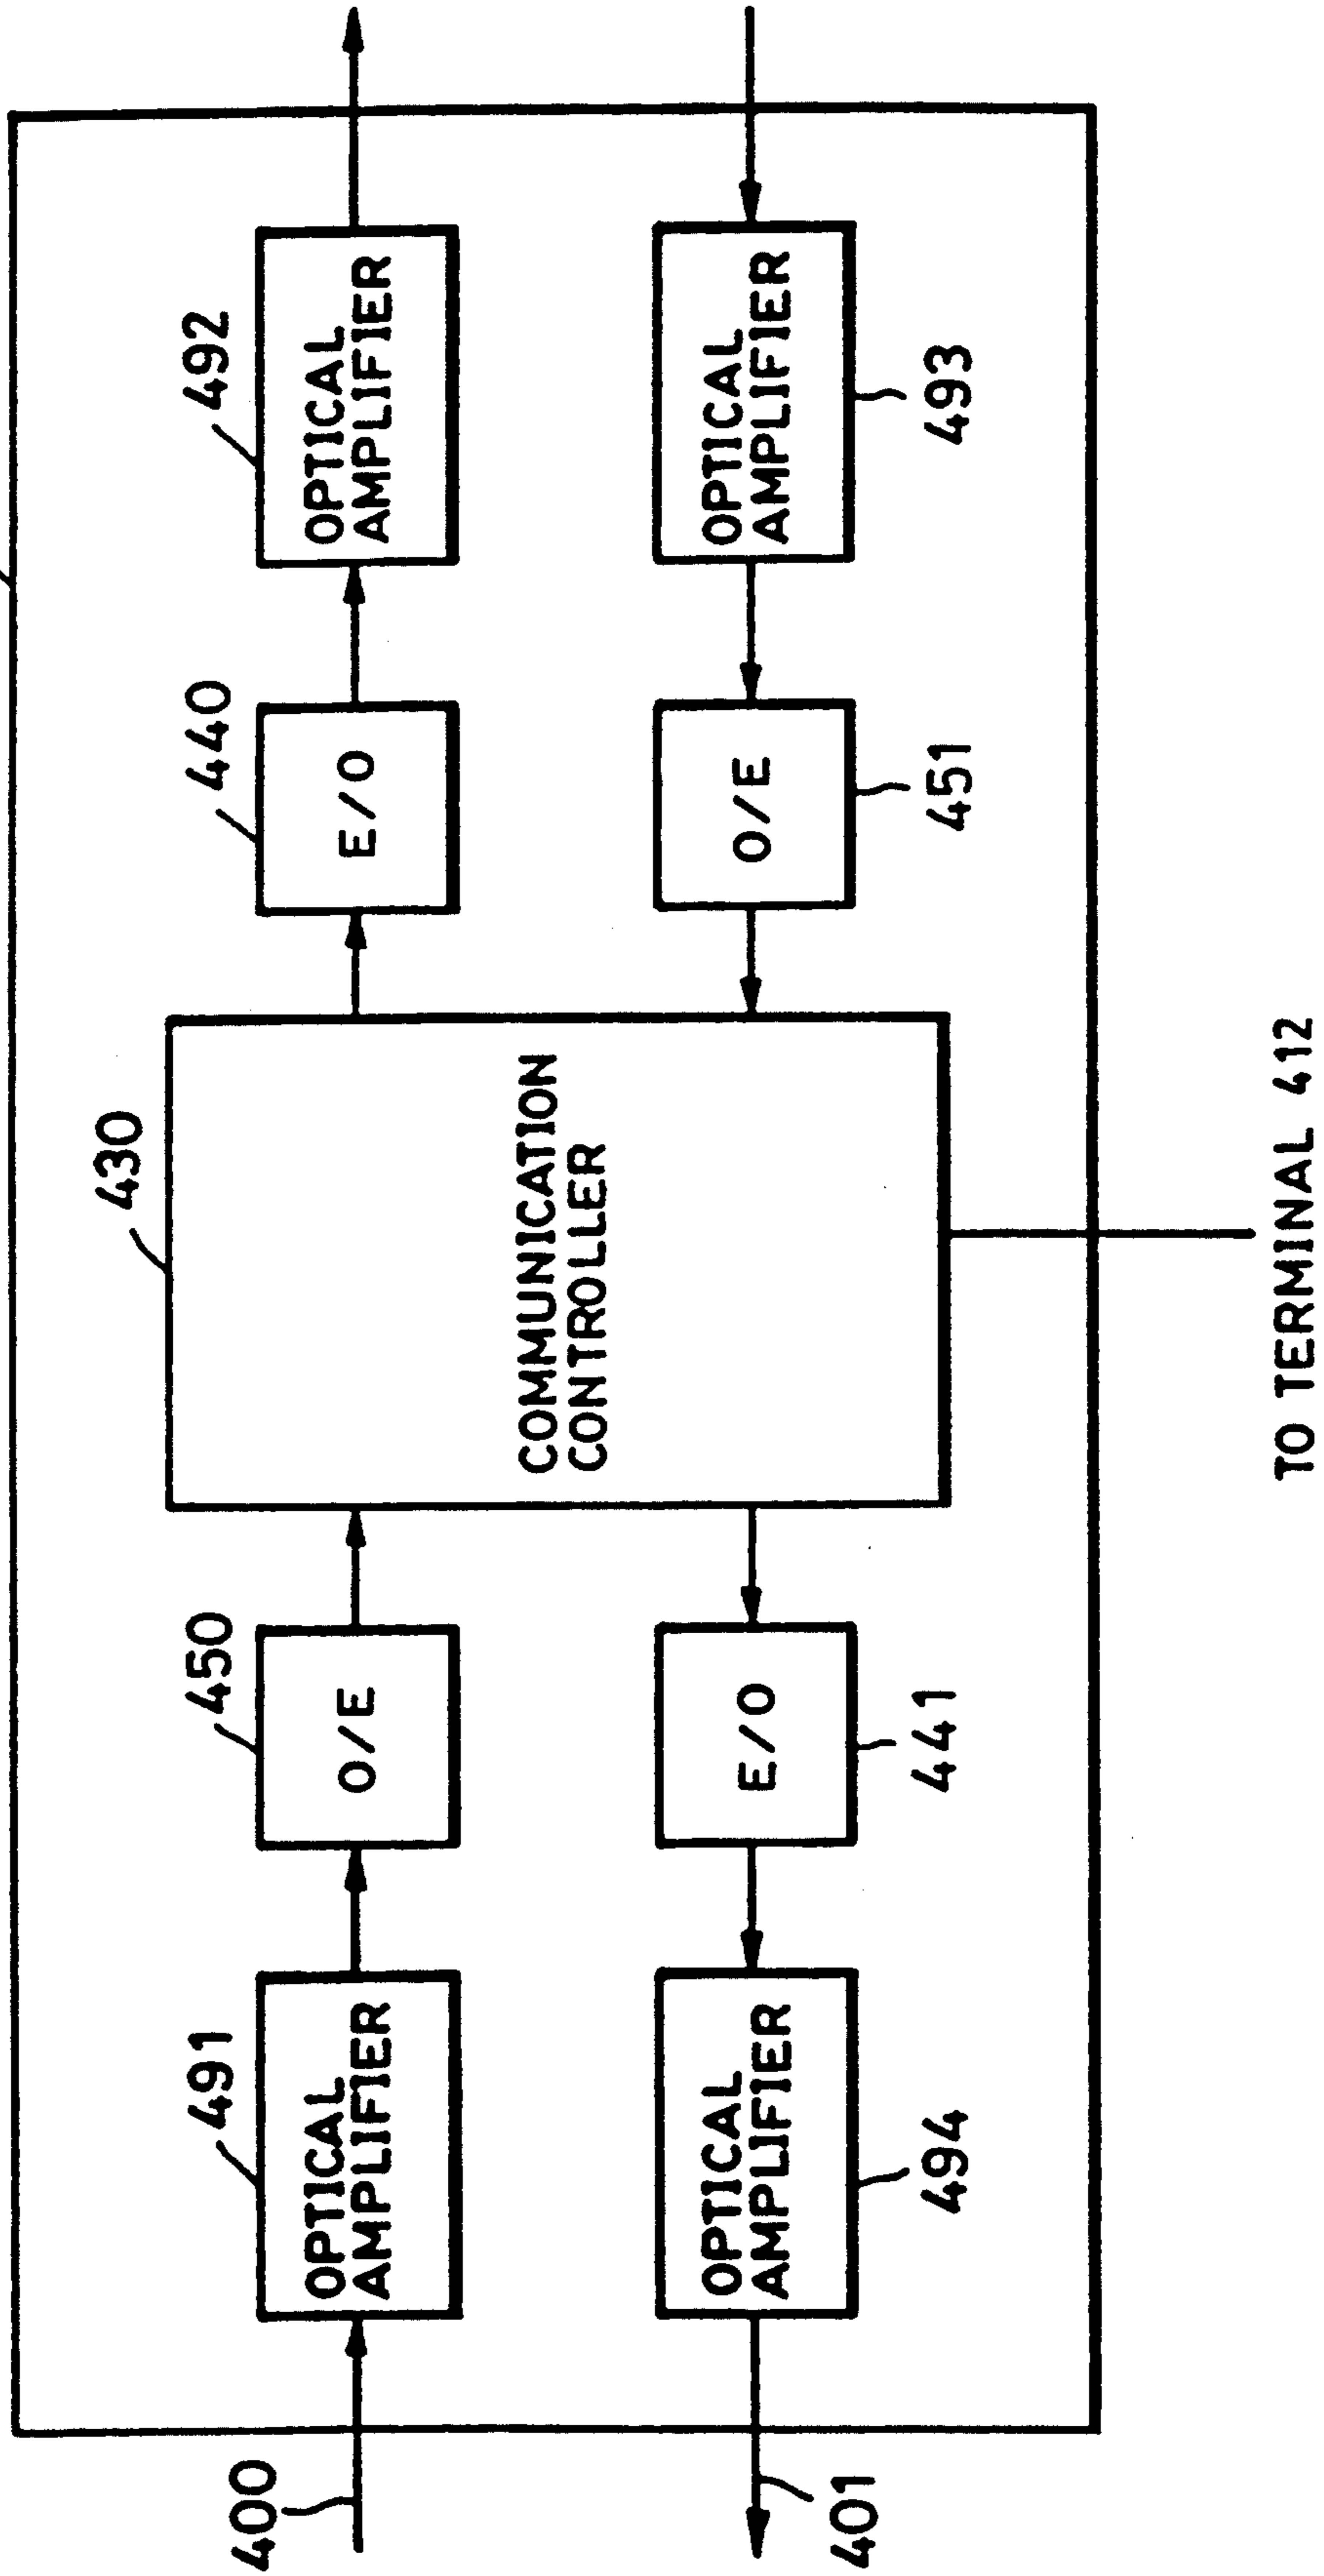 430
491
OPTICAL
AMPLIFIER
450
O/E
440
E/O
492
OPTICAL
AMPLIFIER
400
COMMUNICATION
CONTROLLER
401
OPTICAL
AMPLIFIER
494
E/O
441
O/E
451
OPTICAL
AMPLIFIER
493
TO TERMINAL 412